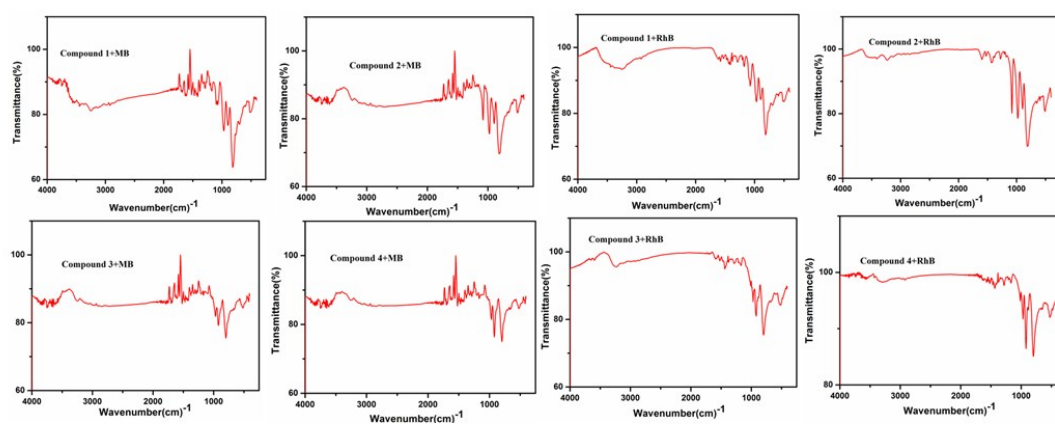 Compound 1+MB
Transmittance(%)
100
80
60
4000 3000 2000 1000
Wavenumber(cm)-1
Compound 2+MB
Transmittance(%)
100
80
60
4000 3000 2000 1000
Wavenumber(cm)-1
Compound 1+RhB
Transmittance(%)
100
80
60
4000 3000 2000 1000
Wavenumber(cm)-1
Compound 2+RhB
Transmittance(%)
100
80
60
4000 3000 2000 1000
Wavenumber(cm)-1
Compound 3+MB
Transmittance(%)
100
80
60
4000 3000 2000 1000
Wavenumber(cm)-1
Compound 4+MB
Transmittance(%)
100
80
60
4000 3000 2000 1000
Wavenumber(cm)-1
Compound 3+RhB
Transmittance(%)
100
80
60
4000 3000 2000 1000
Wavenumber(cm)-1
Compound 4+RhB
Transmittance(%)
100
80
4000 3000 2000 1000
Wavenumber(cm)-1